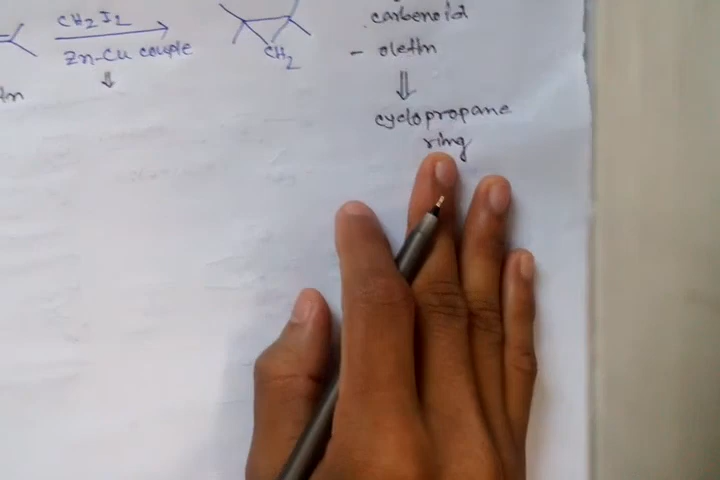 CH2I2
Zn-Cu couple
CH2
carbenoid
- olefin
cyclopropane
ring